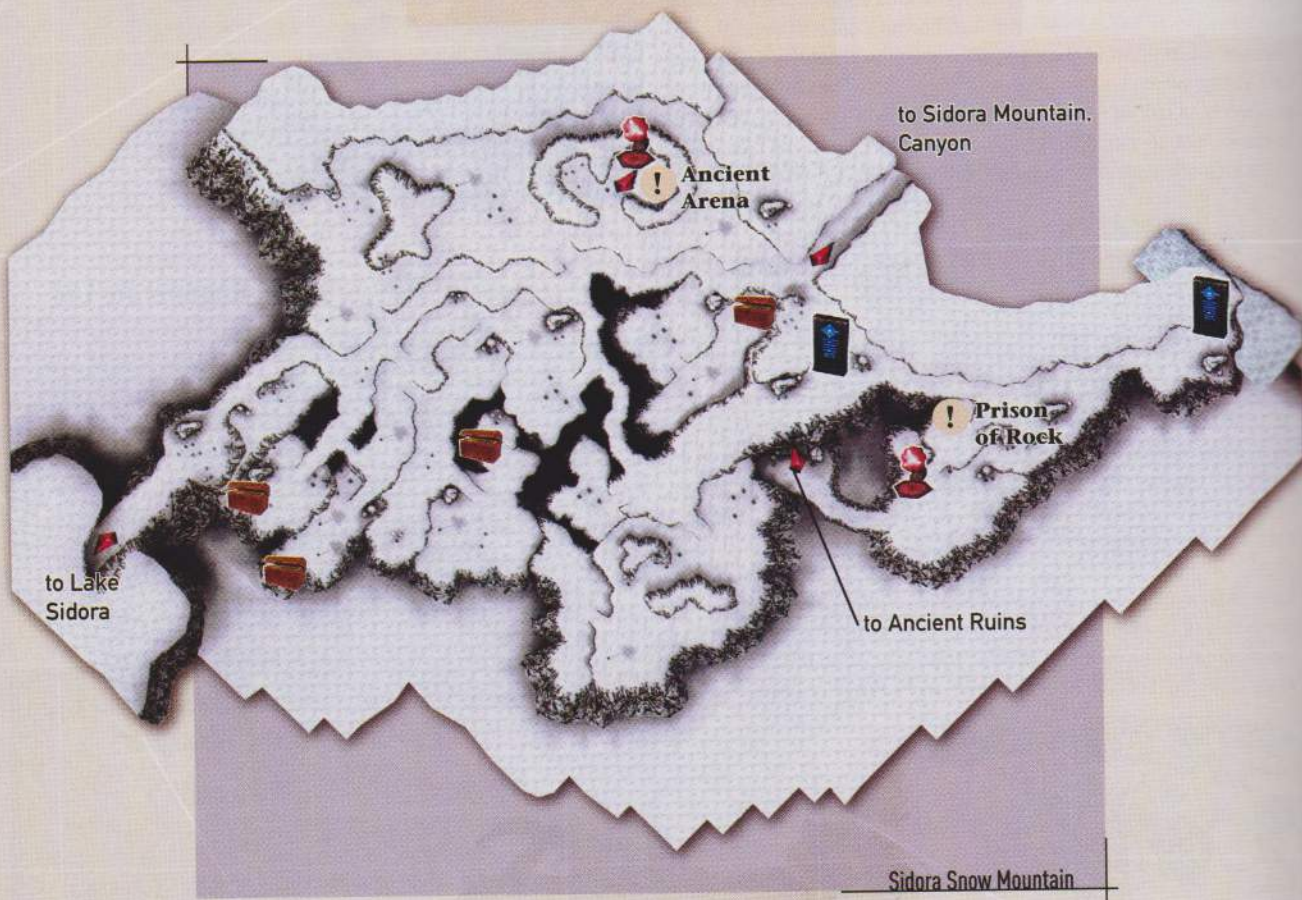 to Sidora Mountain.
Canyon
! Ancient
Arena
! Prison
of Rock
to Lake
Sidora
to Ancient Ruins
Sidora Snow Mountain